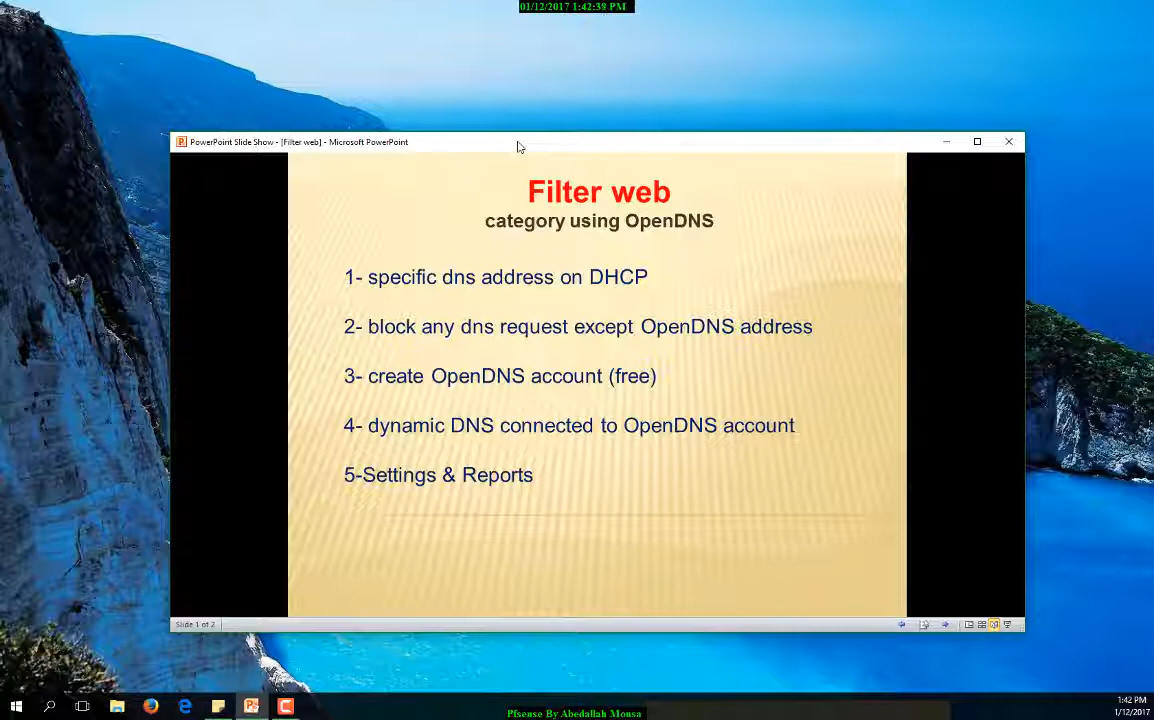 01/12/2017 1:42:39 PM
PowerPoint Slide Show - [Filter web] - Microsoft PowerPoint
Filter web
category using OpenDNS
1- specific dns address on DHCP
2- block any dns request except OpenDNS address
3- create OpenDNS account (free)
4- dynamic DNS connected to OpenDNS account
5-Settings & Reports
Slide 1 of 2
1:42 PM
1/12/2017
Pfsense By Abedallah Mousa